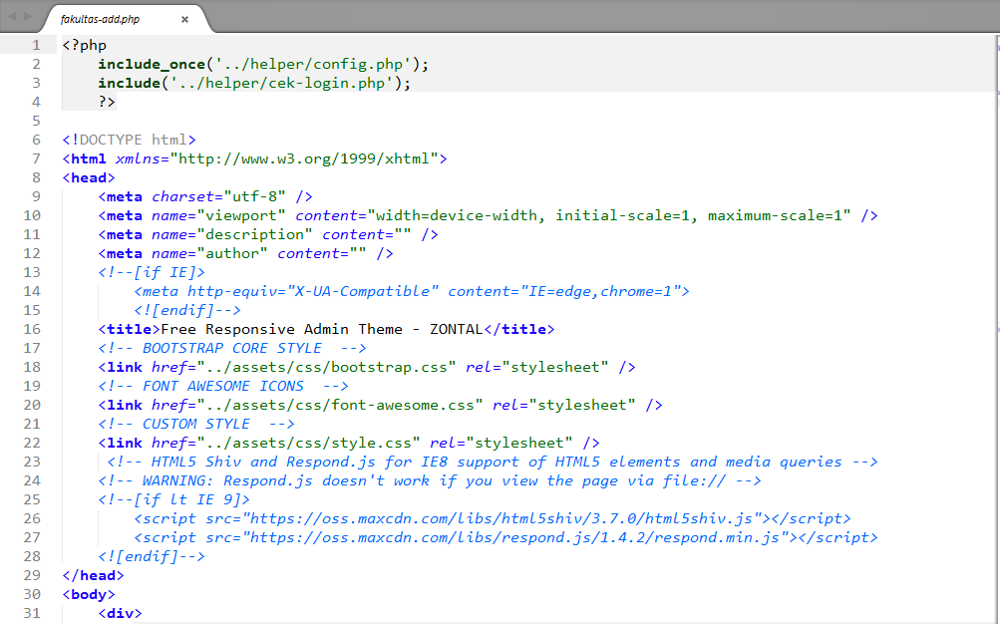 fakultas-add.php ×
1 <?php
2 include_once('../helper/config.php');
3 include('../helper/cek-login.php');
4 ?>
5
6 <!DOCTYPE html>
7 <html xmlns="http://www.w3.org/1999/xhtml">
8 <head>
9 <meta charset="utf-8" />
10 <meta name="viewport" content="width=device-width, initial-scale=1, maximum-scale=1" />
11 <meta name="description" content="" />
12 <meta name="author" content="" />
13 <!--[if IE]>
14 <meta http-equiv="X-UA-Compatible" content="IE=edge,chrome=1">
15 <![endif]-->
16 <title>Free Responsive Admin Theme - ZONTAL</title>
17 <!-- BOOTSTRAP CORE STYLE  -->
18 <link href="../assets/css/bootstrap.css" rel="stylesheet" />
19 <!-- FONT AWESOME ICONS  -->
20 <link href="../assets/css/font-awesome.css" rel="stylesheet" />
21 <!-- CUSTOM STYLE  -->
22 <link href="../assets/css/style.css" rel="stylesheet" />
23 <!-- HTML5 Shiv and Respond.js for IE8 support of HTML5 elements and media queries -->
24 <!-- WARNING: Respond.js doesn't work if you view the page via file:// -->
25 <!--[if lt IE 9]>
26 <script src="https://oss.maxcdn.com/libs/html5shiv/3.7.0/html5shiv.js"></script>
27 <script src="https://oss.maxcdn.com/libs/respond.js/1.4.2/respond.min.js"></script>
28 <![endif]-->
29 </head>
30 <body>
31 <div>